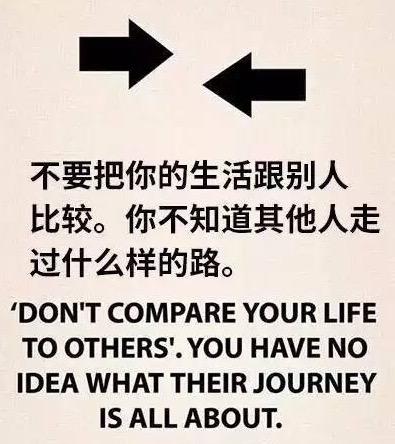 不要把你的生活跟别人
比较。你不知道其他人走
过什么样的路。
‘DON'T COMPARE YOUR LIFE
TO OTHERS'. YOU HAVE NO
IDEA WHAT THEIR JOURNEY
IS ALL ABOUT.